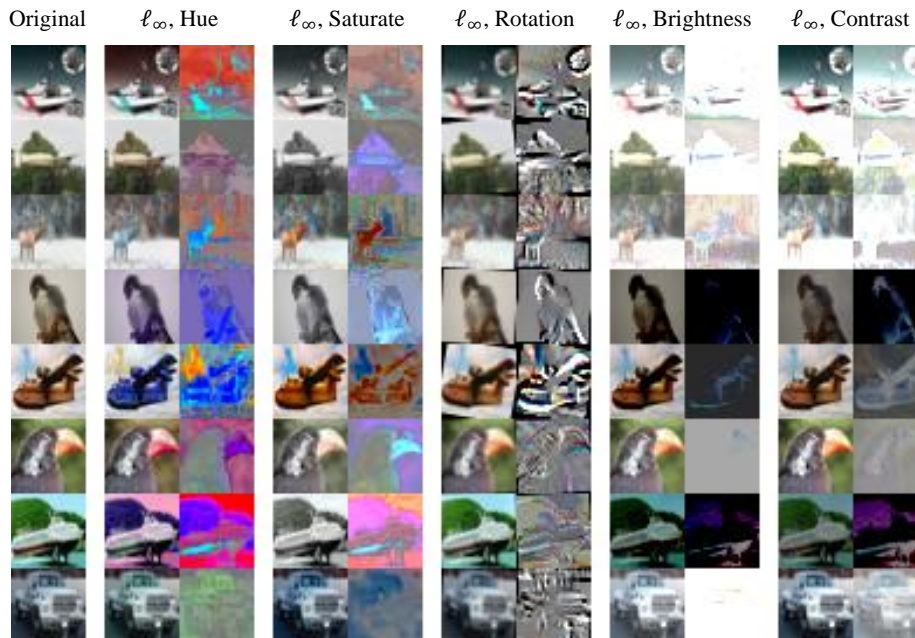 Original ℓ∞, Hue ℓ∞, Saturate ℓ∞, Rotation ℓ∞, Brightness ℓ∞, Contrast